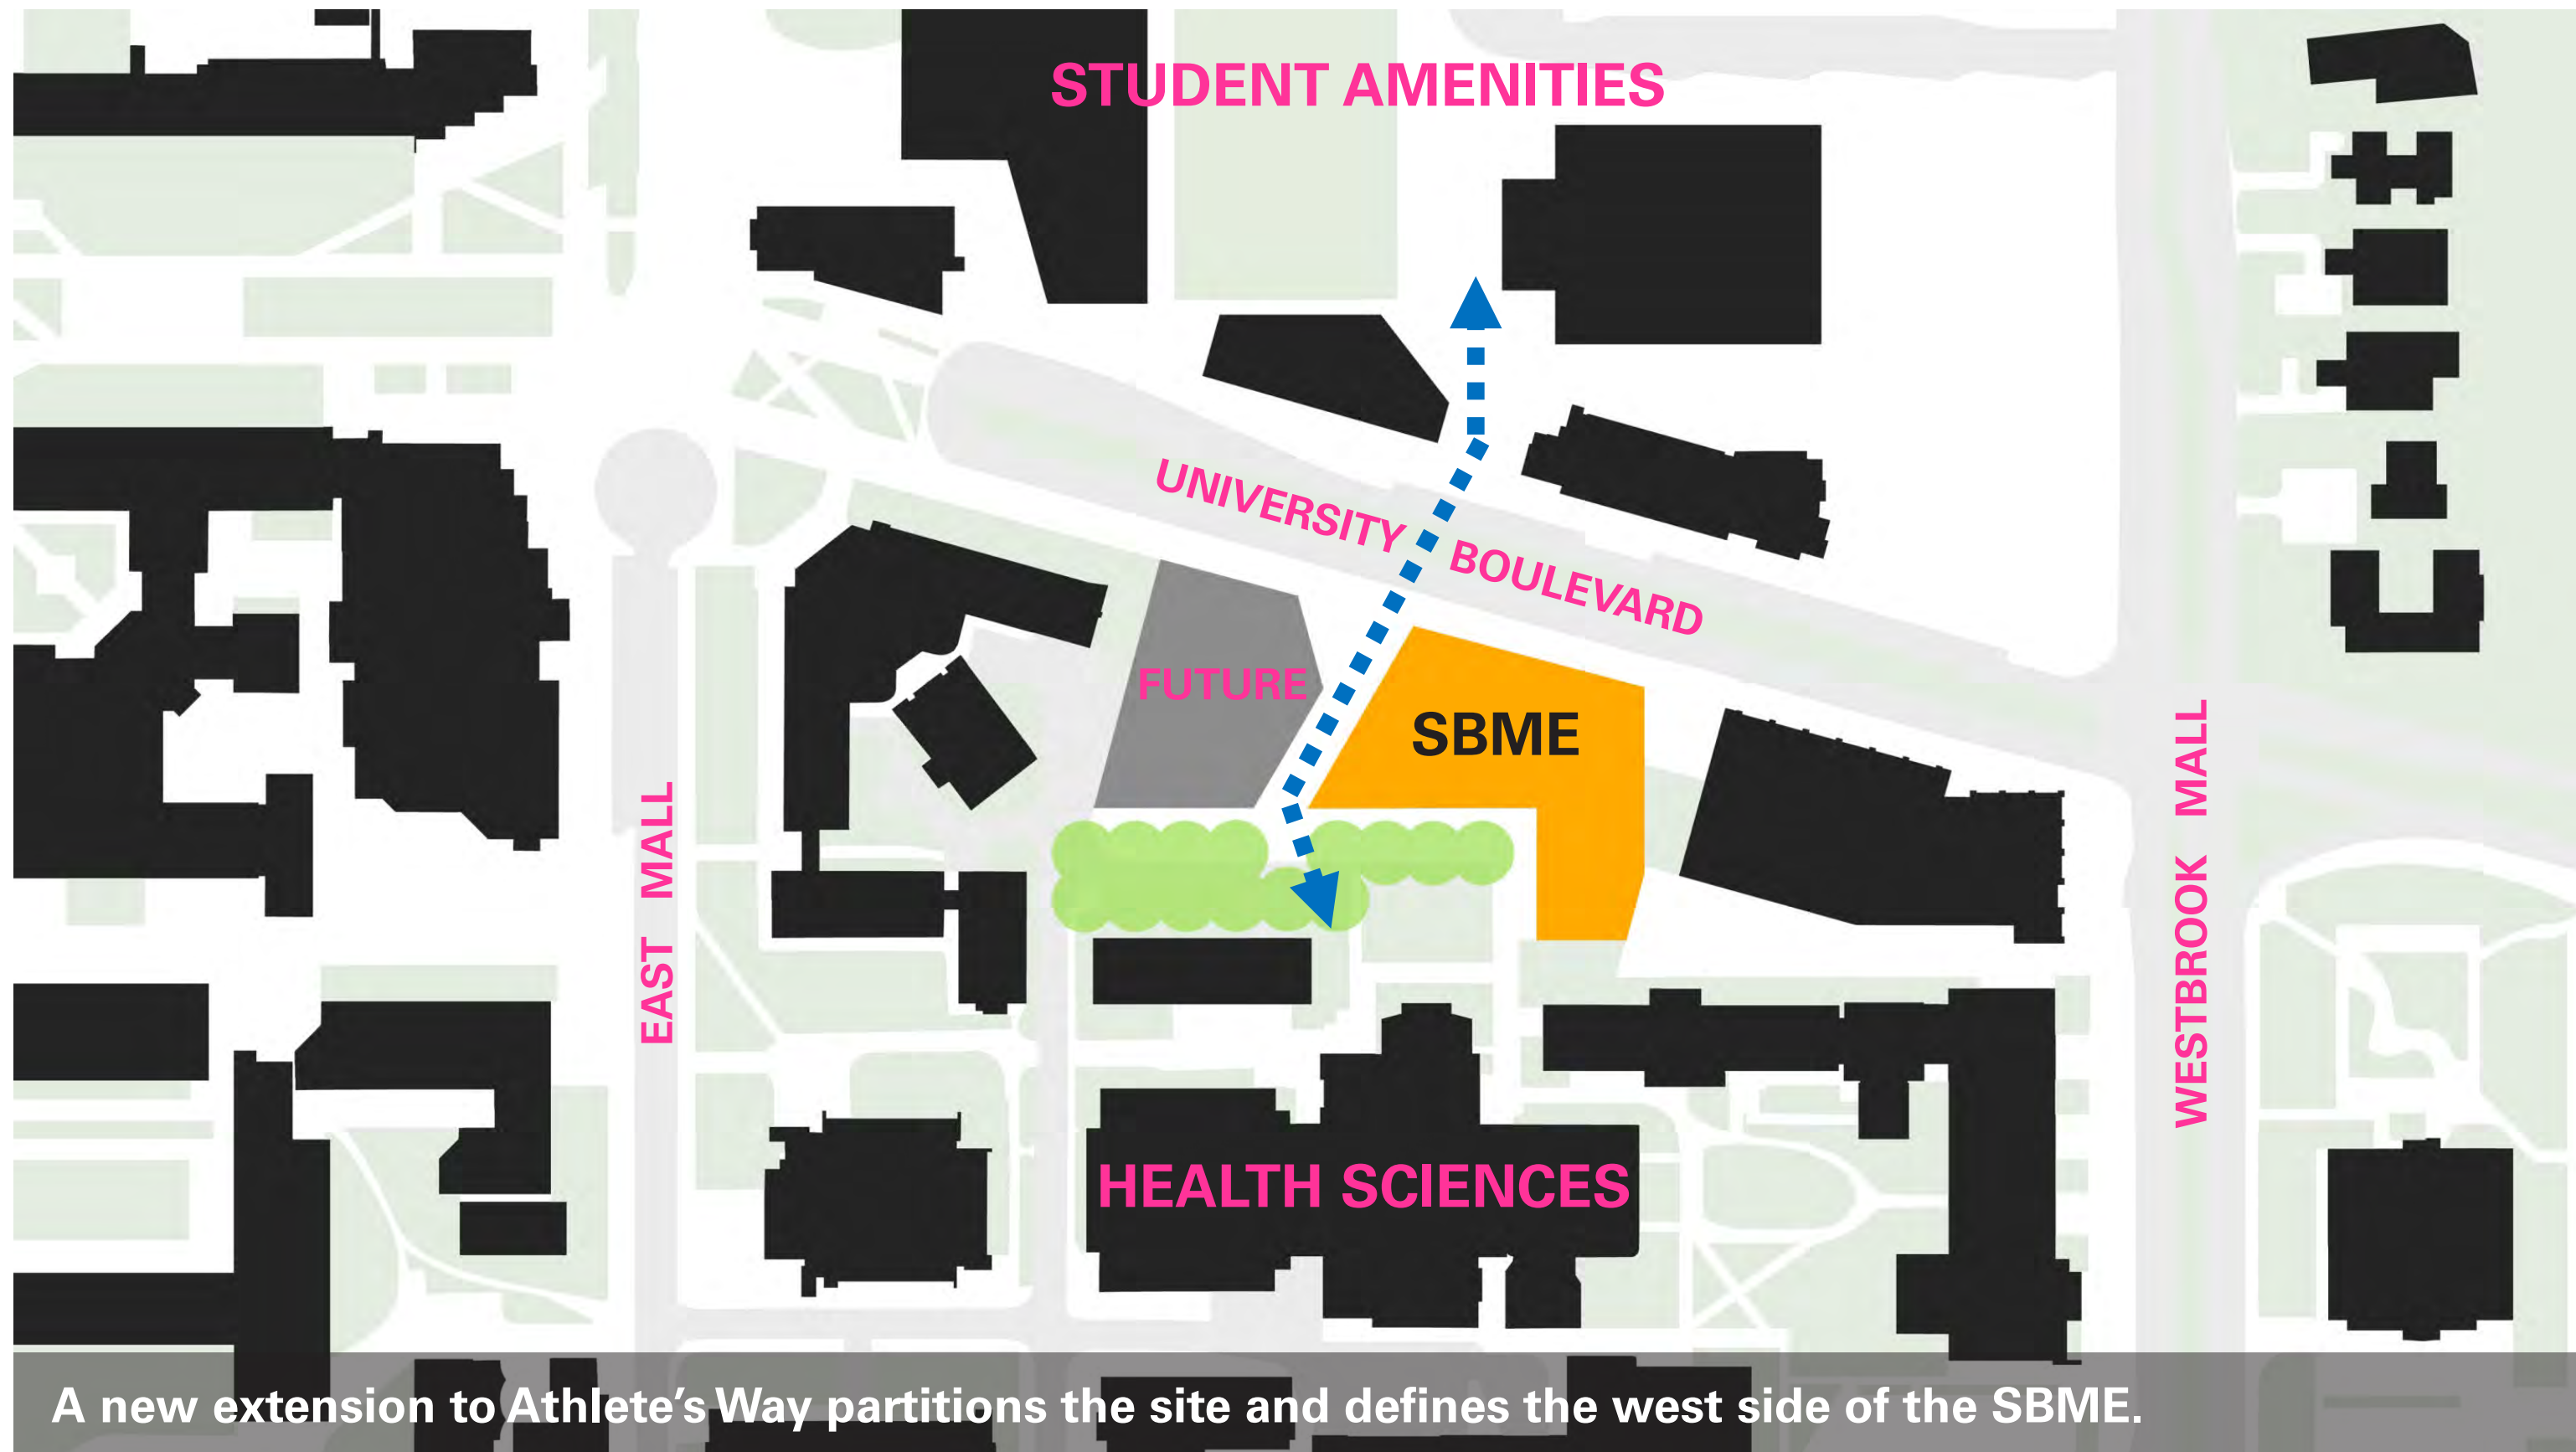 STUDENT AMENITIES
UNIVERSITY BOULEVARD
FUTURE
SBME
EAST MALL
WESTBROOK MALL
HEALTH SCIENCES
A new extension to Athlete’s Way partitions the site and defines the west side of the SBME.